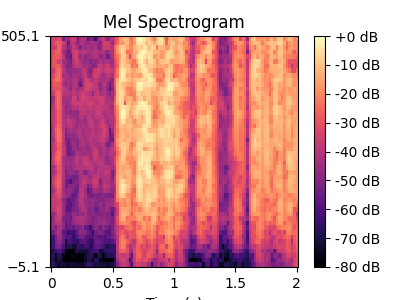 Mel Spectrogram
505.1
−5.1
0
0.5
1
1.5
2
+0 dB
-10 dB
-20 dB
-30 dB
-40 dB
-50 dB
-60 dB
-70 dB
-80 dB